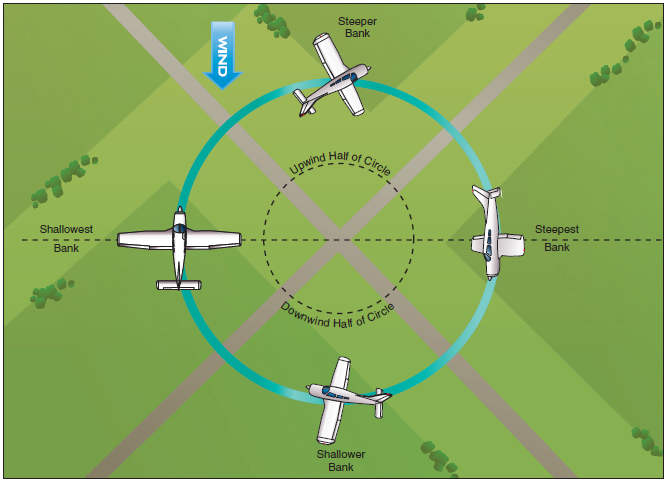 Steeper
Bank
WIND
Upwind Half of Circle
Shallowest
Bank
Steepest
Bank
Downwind Half of Circle
Shallower
Bank